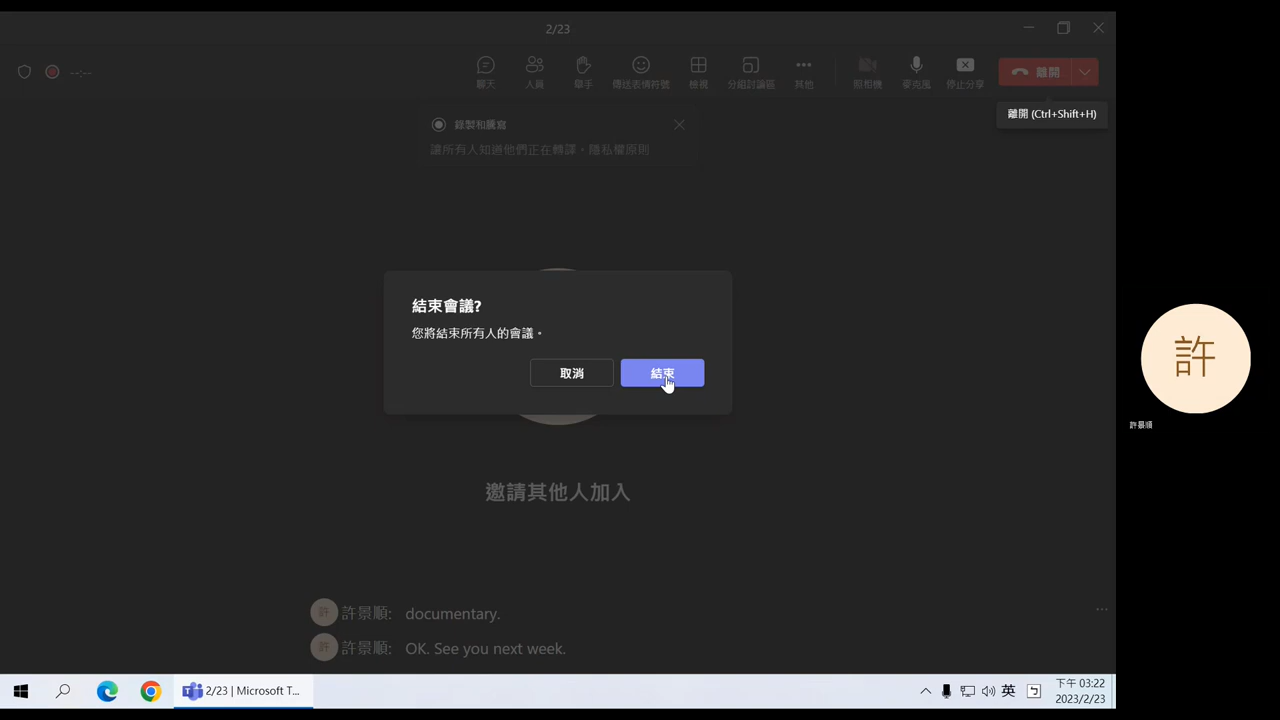 2/23
--:--
聊天
人員
舉手
傳送表情符號
檢視
分組討論區
其他
照相機
麥克風
停止分享
離開
離開 (Ctrl+Shift+H)
錄製和謄寫
讓所有人知道他們正在轉譯。隱私權原則
結束會議?
您將結束所有人的會議。
取消
結束
邀請其他人加入
許
許景順
許 許景順: documentary.
許 許景順: OK. See you next week.
2/23 | Microsoft T...
英
下午 03:22
2023/2/23